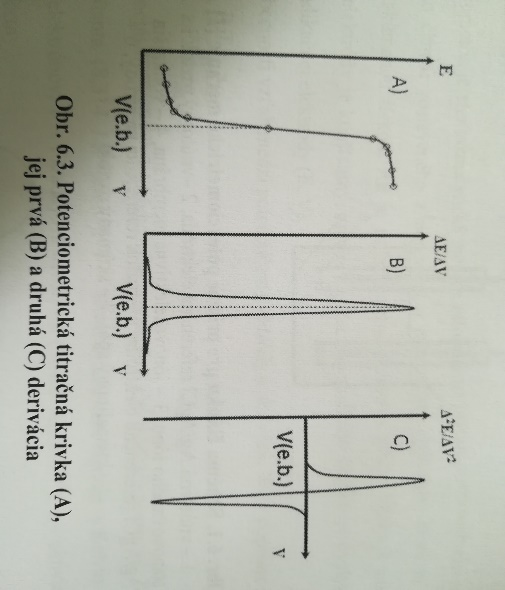 E
A)
V(e.b.)
V
ΔE/ΔV
B)
V(e.b.)
V
Δ²E/ΔV²
C)
V(e.b.)
V
Obr. 6.3. Potenciometrická titračná krivka (A),
jej prvá (B) a druhá (C) derivácia